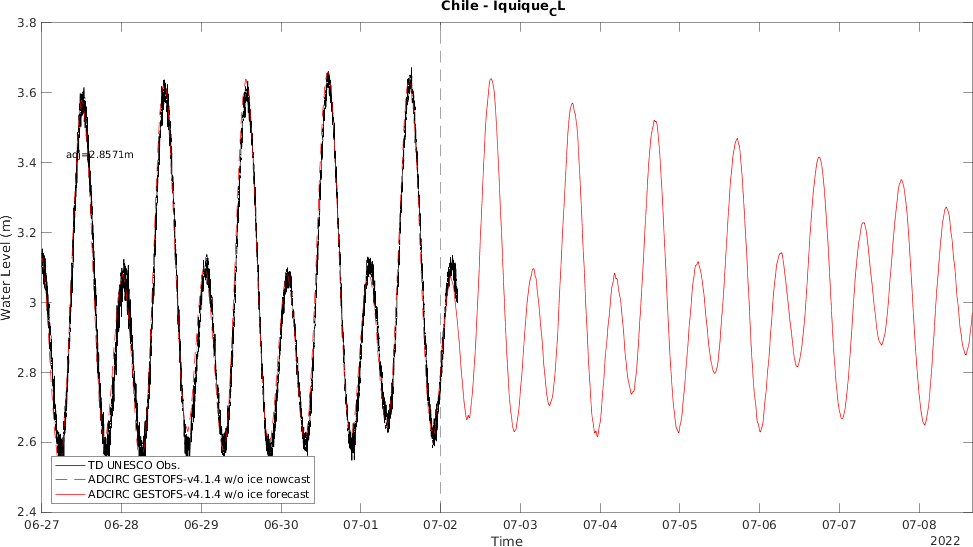 Chile - Iquique_CL
3.8
3.6
3.4
3.2
3
2.8
2.6
2.4
Water Level (m)
adj=2.8571m
TD UNESCO Obs.
ADCIRC GESTOFS-v4.1.4 w/o ice nowcast
ADCIRC GESTOFS-v4.1.4 w/o ice forecast
06-27 06-28 06-29 06-30 07-01 07-02 07-03 07-04 07-05 07-06 07-07 07-08
Time
2022